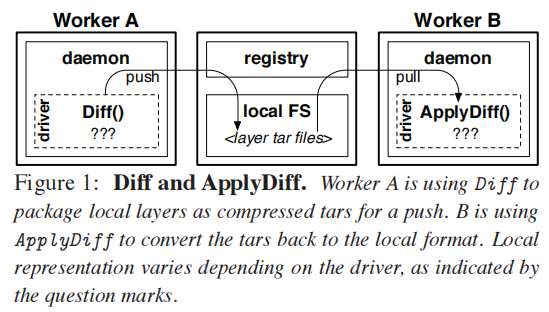 Worker A
Worker B
daemon
registry
daemon
push
pull
driver
Diff()
???
local FS
<layer tar files>
driver
ApplyDiff()
???
Figure 1: Diff and ApplyDiff. Worker A is using Diff to
package local layers as compressed tars for a push. B is using
ApplyDiff to convert the tars back to the local format. Local
representation varies depending on the driver, as indicated by
the question marks.